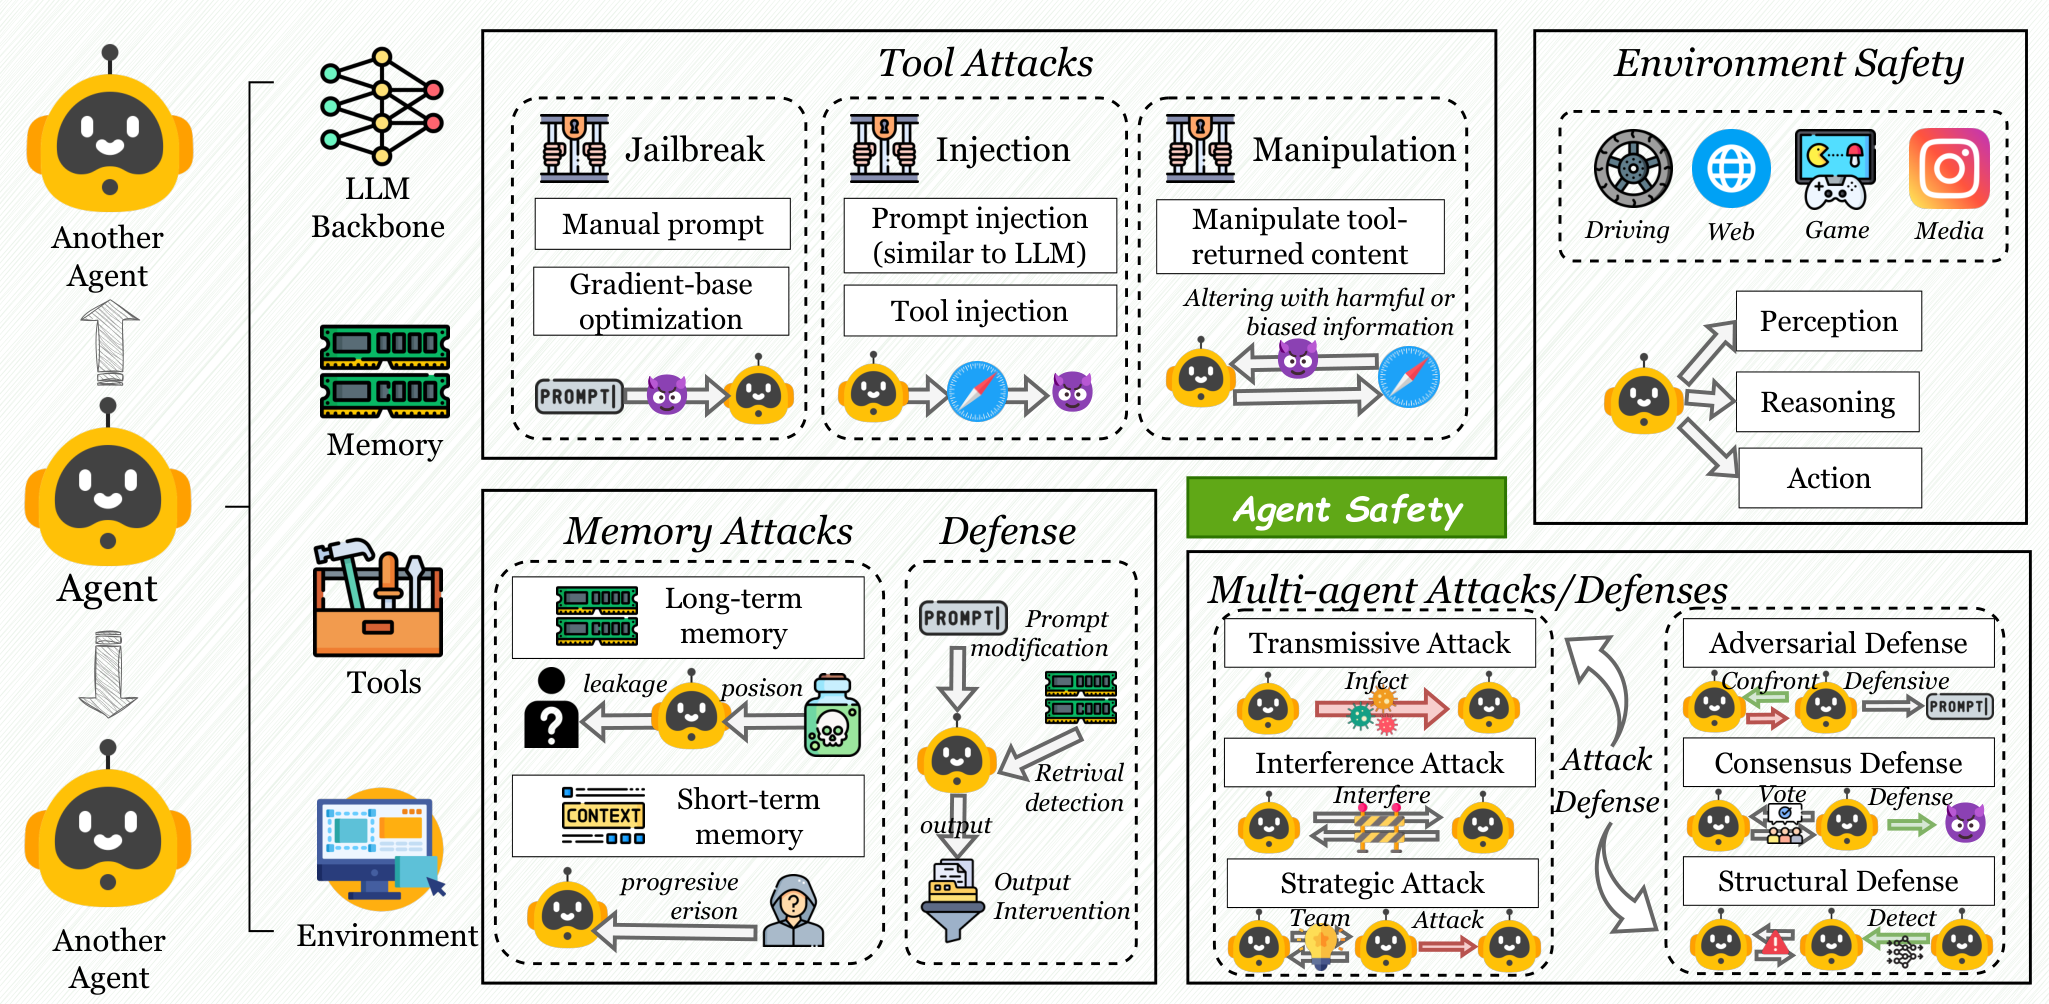 Another
Agent
Agent
Another
Agent
LLM
Backbone
Memory
Tools
Environment
Tool Attacks
Jailbreak
Manual prompt
Gradient-base
optimization
PROMPT
Injection
Prompt injection
(similar to LLM)
Tool injection
Manipulation
Manipulate tool-
returned content
Altering with harmful or
biased information
Environment Safety
Driving
Web
Game
Media
Perception
Reasoning
Action
Agent Safety
Memory Attacks
Long-term
memory
leakage
posison
Short-term
memory
CONTEXT
progresive
erison
Defense
PROMPT
Prompt
modification
Retrival
detection
output
Output
Intervention
Multi-agent Attacks/Defenses
Transmissive Attack
Infect
Interference Attack
Interfere
Strategic Attack
Team
Attack
Attack
Defense
Adversarial Defense
Confront
Defensive
PROMPT
Consensus Defense
Vote
Defense
Structural Defense
Detect